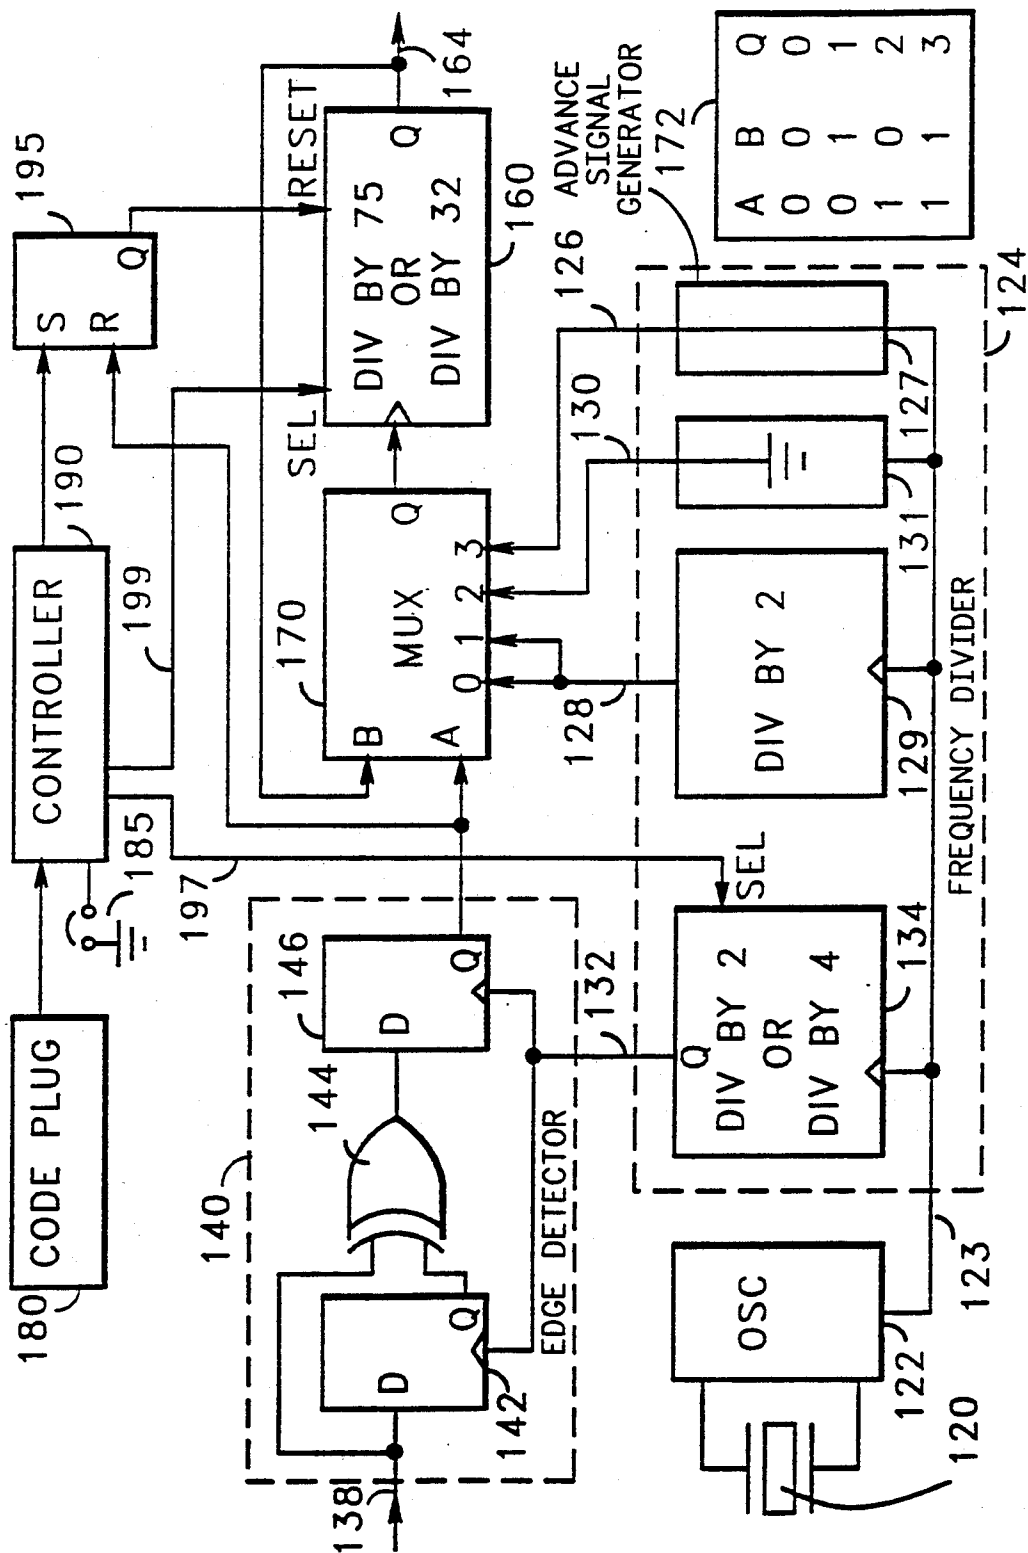 180
CODE PLUG
CONTROLLER
190
185
197
199
195
S
R
Q
RESET
SEL
DIV BY 75
OR
DIV BY 32
Q
160
164
170
B
A
MUX
Q
0 1 2 3
140
138
D
Q
142
144
146
D
Q
EDGE DETECTOR
132
128
130
126
ADVANCE
SIGNAL
GENERATOR
172
A B Q
0 0 0
0 1 1
1 0 2
1 1 3
SEL
Q
DIV BY 2
OR
DIV BY 4
134
DIV BY 2
129
131
127
FREQUENCY DIVIDER
124
OSC
122
123
120